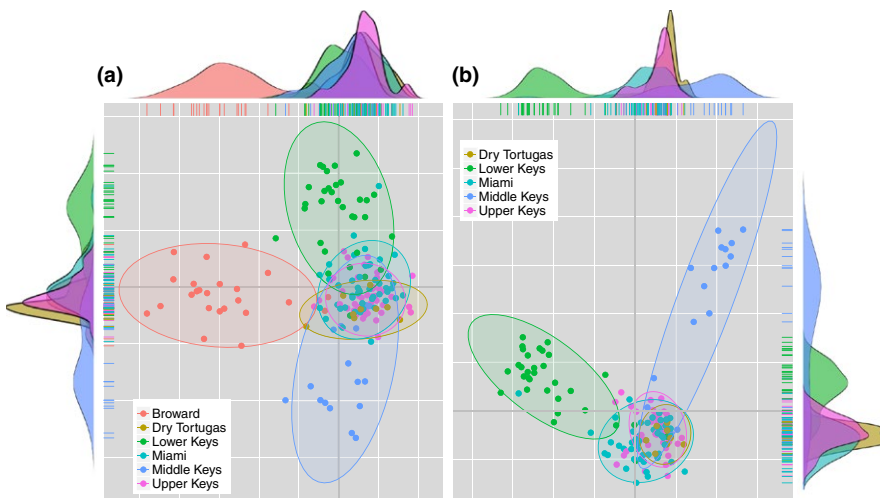 (a)
(b)
Dry Tortugas
Lower Keys
Miami
Middle Keys
Upper Keys
Broward
Dry Tortugas
Lower Keys
Miami
Middle Keys
Upper Keys